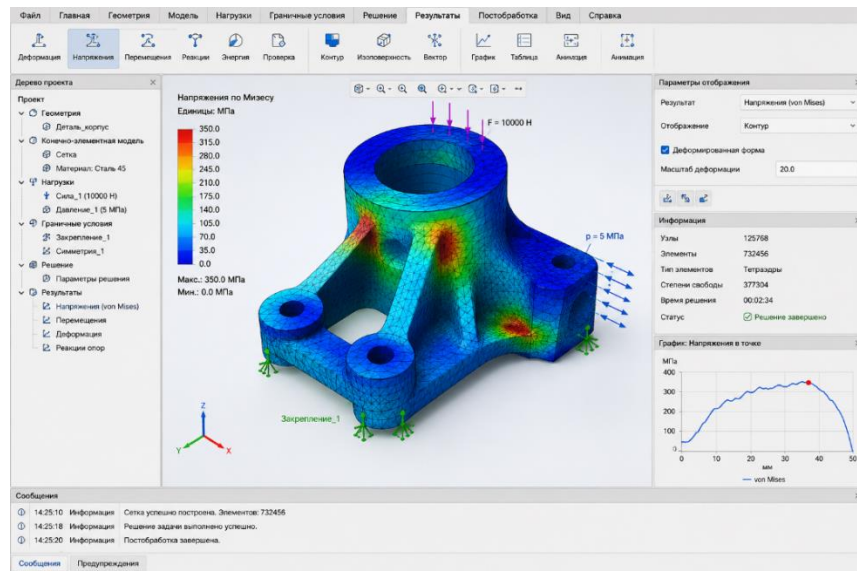 Файл Главная Геометрия Модель Нагрузки Граничные условия Решение Результаты Постобработка Вид Справка
Деформация Напряжения Перемещения Реакции Энергия Проверка Контур Изоповерхность Вектор График Таблица Анимация Анимация
Дерево проекта
Проект
Геометрия
Деталь_корпус
Конечно-элементная модель
Сетка
Материал: Сталь 45
Нагрузки
Сила_1 (10000 Н)
Давление_1 (5 МПа)
Граничные условия
Закрепление_1
Симметрия_1
Решение
Параметры решения
Результаты
Напряжения (von Mises)
Перемещения
Деформация
Реакции опор
Напряжения по Мизесу
Единицы: МПа
350.0
315.0
280.0
245.0
210.0
175.0
140.0
105.0
70.0
35.0
0.0
Макс.: 350.0 МПа
Мин.: 0.0 МПа
F = 10000 Н
p = 5 МПа
Закрепление_1
Z
Y
X
Параметры отображения
Результат Напряжения (von Mises)
Отображение Контур
Деформированная форма
Масштаб деформации 20.0
Информация
Узлы 125768
Элементы 732456
Тип элементов Тетраэдры
Степени свободы 377304
Время решения 00:02:34
Статус Решение завершено
График: Напряжения в точке
МПа
400
300
200
100
0
0 10 20 30 40 50
мм
von Mises
Сообщения
14:25:10 Информация Сетка успешно построена. Элементов: 732456
14:25:18 Информация Решение задачи выполнено успешно.
14:25:20 Информация Постобработка завершена.
Сообщения Предупреждения